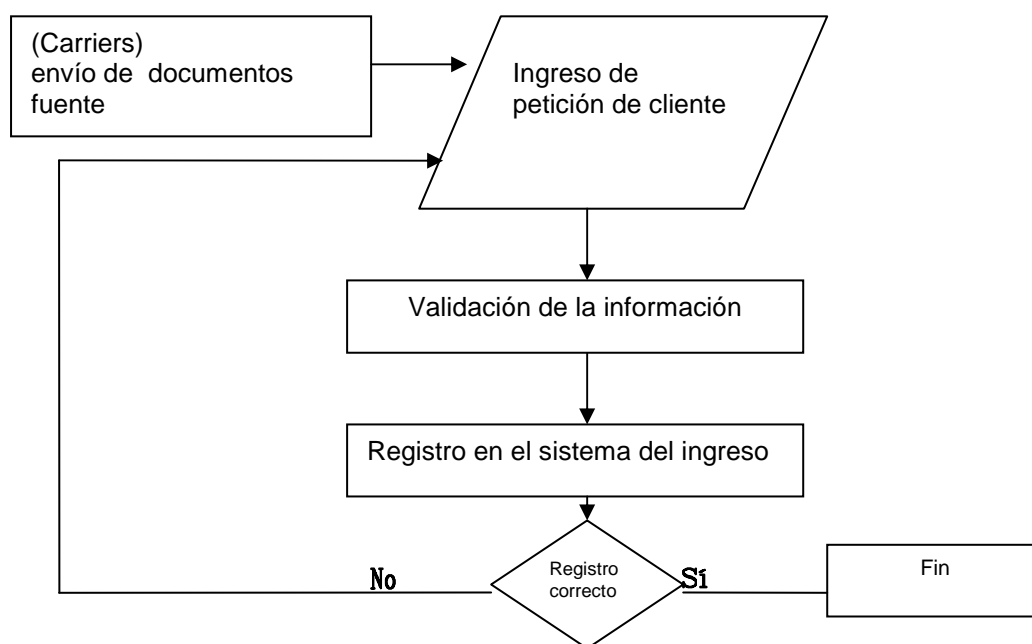 (Carriers)
envío de documentos
fuente
Ingreso de
petición de cliente
Validación de la información
Registro en el sistema del ingreso
Registro
correcto
No
Sí
Fin